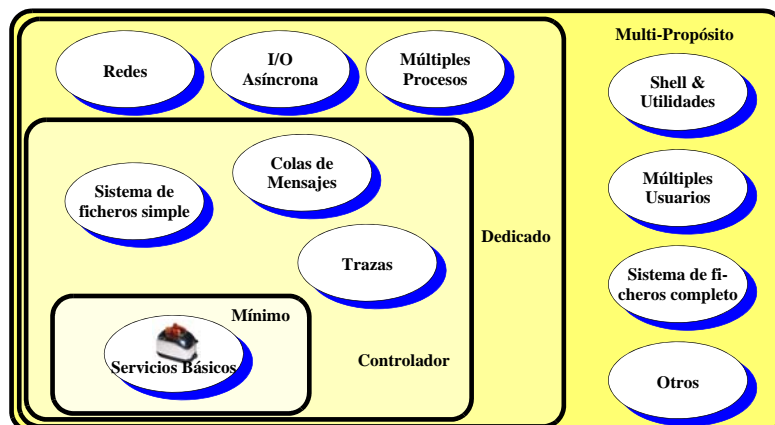 Multi-Propósito
Redes
I/O
Asíncrona
Múltiples
Procesos
Shell &
Utilidades
Colas de
Mensajes
Sistema de
ficheros simple
Múltiples
Usuarios
Dedicado
Trazas
Sistema de fi-
cheros completo
Mínimo
Servicios Básicos
Controlador
Otros